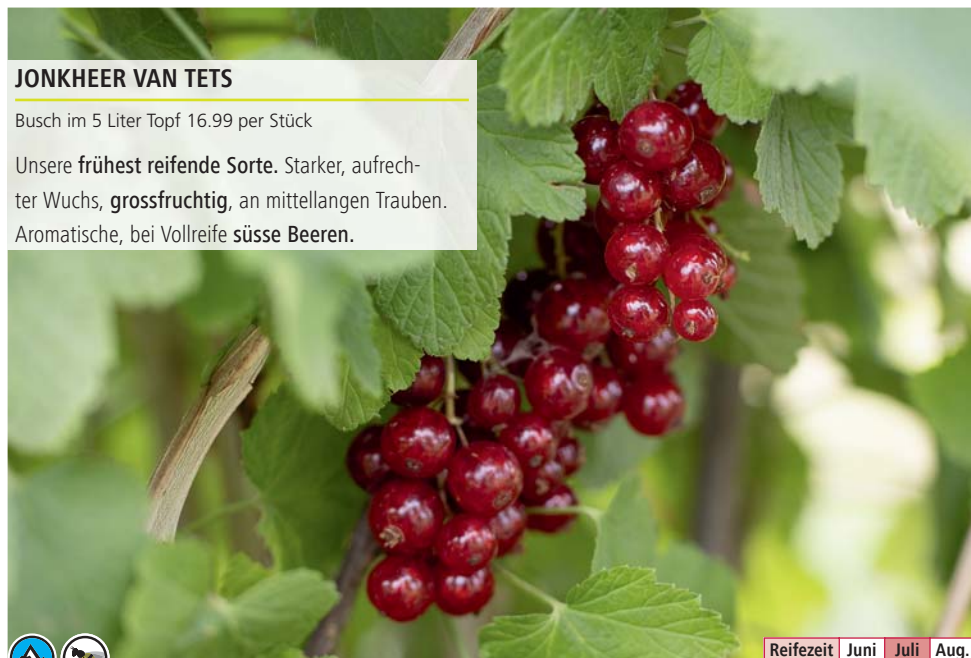 JONKHEER VAN TETS
Busch im 5 Liter Topf 16.99 per Stück
Unsere frühest reifende Sorte. Starker, aufrech-
ter Wuchs, grossfruchtig, an mittellangen Trauben.
Aromatische, bei Vollreife süsse Beeren.
Reifezeit Juni Juli Aug.